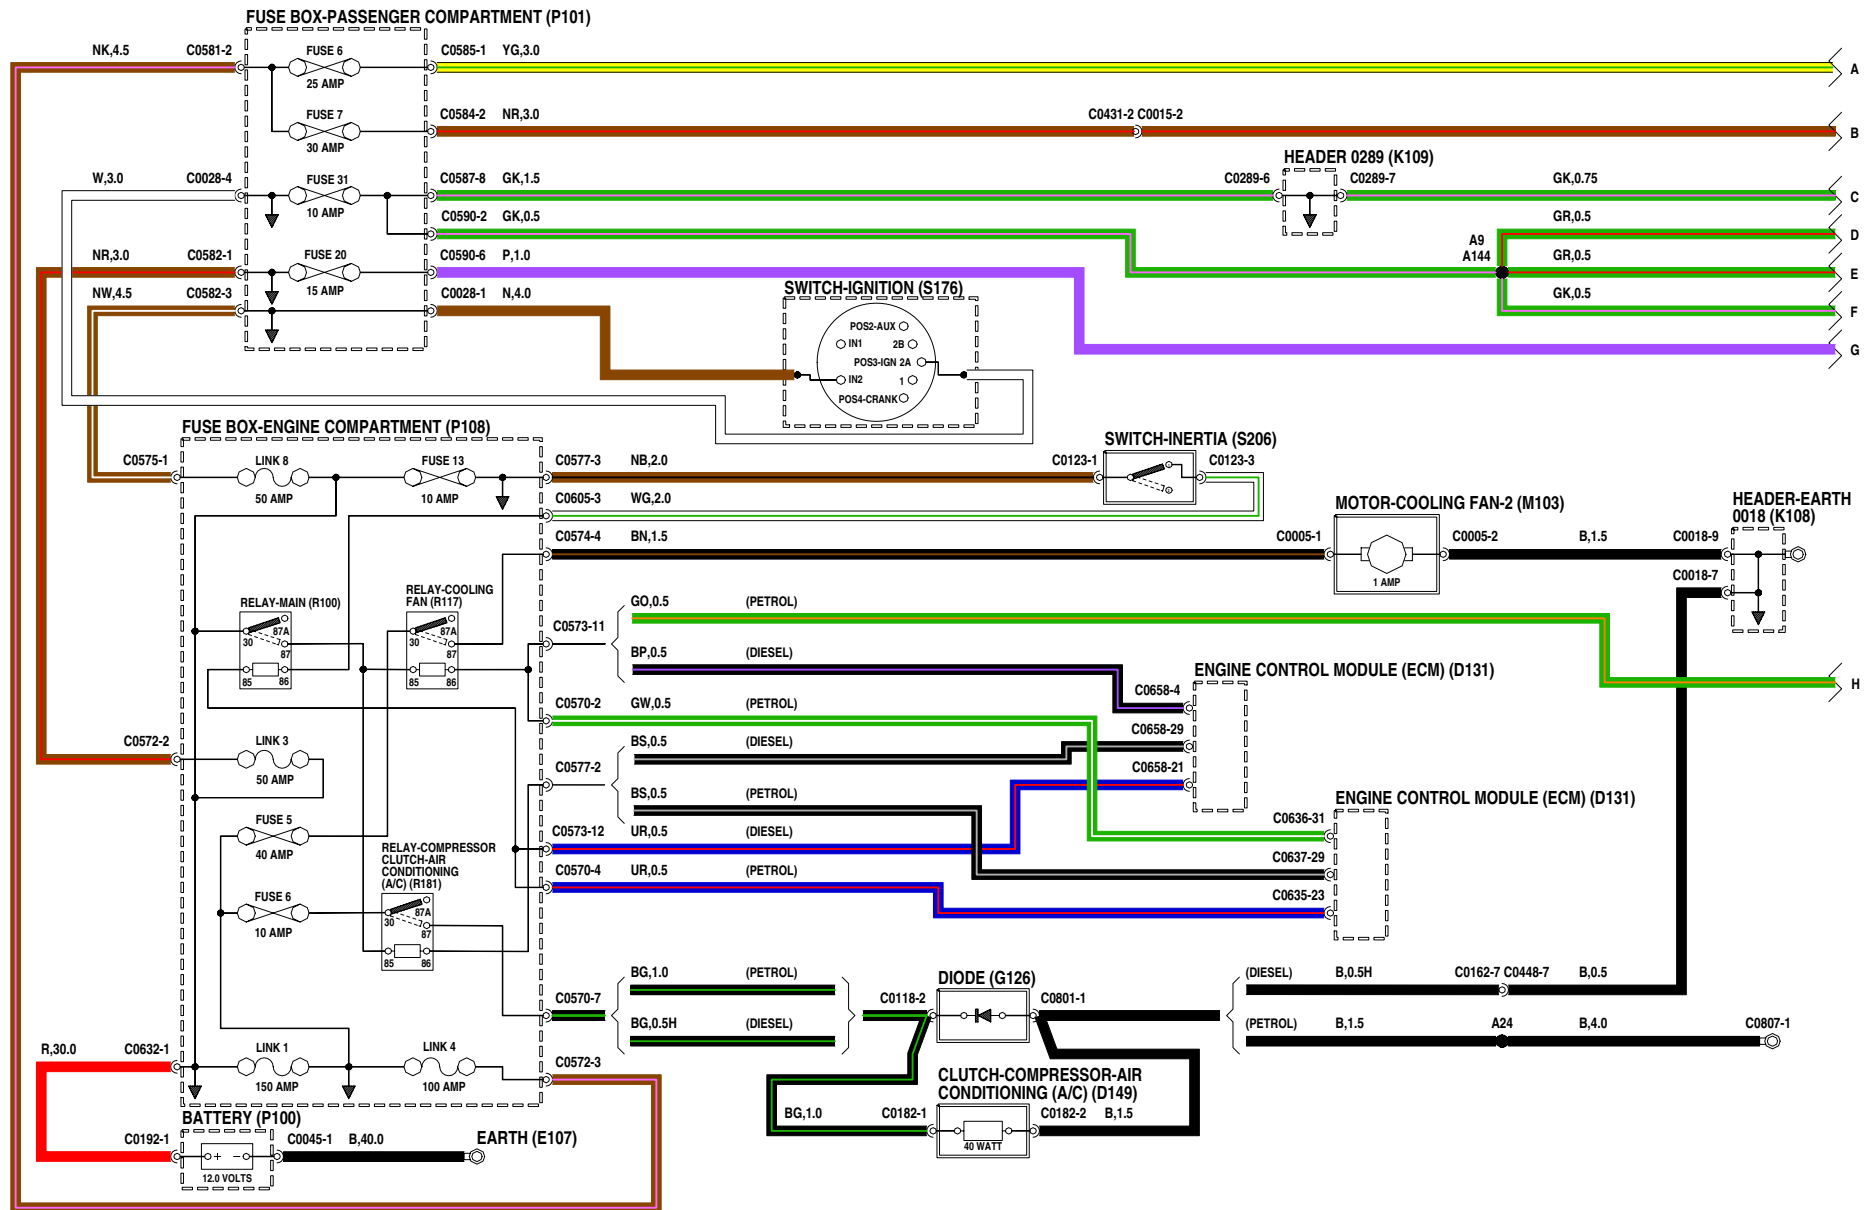 FUSE BOX-PASSENGER COMPARTMENT (P101)
NK,4.5 C0581-2 FUSE 6 C0585-1 YG,3.0
A
25 AMP
FUSE 7 C0584-2 NR,3.0 C0431-2 C0015-2
B
30 AMP
HEADER 0289 (K109)
W,3.0 C0028-4 FUSE 31 C0587-8 GK,1.5 C0289-6 C0289-7 GK,0.75
C
10 AMP C0590-2 GK,0.5 GR,0.5
D
A9
A144 GR,0.5
E
NR,3.0 C0582-1 FUSE 20 C0590-6 P,1.0
15 AMP
NW,4.5 C0582-3 C0028-1 N,4.0 GK,0.5
F
SWITCH-IGNITION (S176)
POS2-AUX
IN1 2B
G
POS3-IGN 2A
IN2 1
POS4-CRANK
FUSE BOX-ENGINE COMPARTMENT (P108)
SWITCH-INERTIA (S206)
C0575-1 LINK 8 FUSE 13 C0577-3 NB,2.0 C0123-1 C0123-3
50 AMP 10 AMP C0605-3 WG,2.0
MOTOR-COOLING FAN-2 (M103)
HEADER-EARTH
0018 (K108)
C0574-4 BN,1.5 C0005-1 C0005-2 B,1.5 C0018-9
1 AMP
C0018-7
RELAY-MAIN (R100)
RELAY-COOLING
FAN (R117)
GO,0.5 (PETROL)
87A 87A
30 30
87 87
C0573-11
BP,0.5 (DIESEL)
85 86 85 86
ENGINE CONTROL MODULE (ECM) (D131)
H
C0658-4
C0570-2 GW,0.5 (PETROL)
C0658-29
C0572-2 LINK 3 BS,0.5 (DIESEL)
C0577-2 C0658-21
50 AMP
BS,0.5 (PETROL)
ENGINE CONTROL MODULE (ECM) (D131)
FUSE 5
C0636-31
C0573-12 UR,0.5 (DIESEL)
40 AMP
RELAY-COMPRESSOR
CLUTCH-AIR
CONDITIONING
(A/C) (R181)
C0637-29
C0570-4 UR,0.5 (PETROL)
FUSE 6
C0635-23
87A
30
10 AMP
87
85 86
BG,1.0 (PETROL)
DIODE (G126)
(DIESEL) B,0.5H C0162-7 C0448-7 B,0.5
C0570-7 C0118-2 C0801-1
BG,0.5H (DIESEL)
(PETROL) B,1.5 A24 B,4.0 C0807-1
R,30.0 C0632-1 LINK 1 LINK 4
C0572-3
150 AMP 100 AMP
CLUTCH-COMPRESSOR-AIR
CONDITIONING (A/C) (D149)
BATTERY (P100)
BG,1.0 C0182-1 C0182-2 B,1.5
40 WATT
C0192-1 C0045-1 B,40.0 EARTH (E107)
+ −
12.0 VOLTS